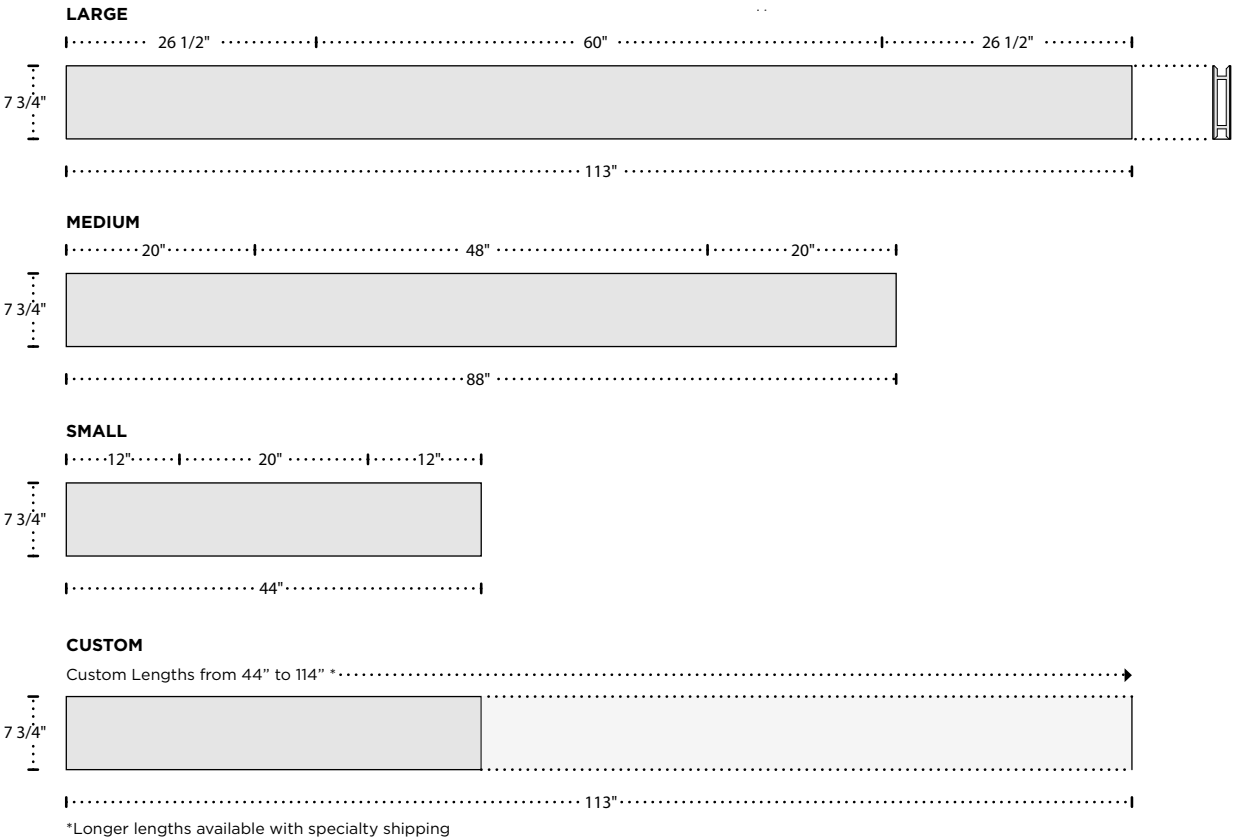 LARGE
26 1/2" 60" 26 1/2"
7 3/4"
113"
MEDIUM
20" 48" 20"
7 3/4"
88"
SMALL
12" 20" 12"
7 3/4"
44"
CUSTOM
Custom Lengths from 44” to 114” *
7 3/4"
113"
*Longer lengths available with specialty shipping